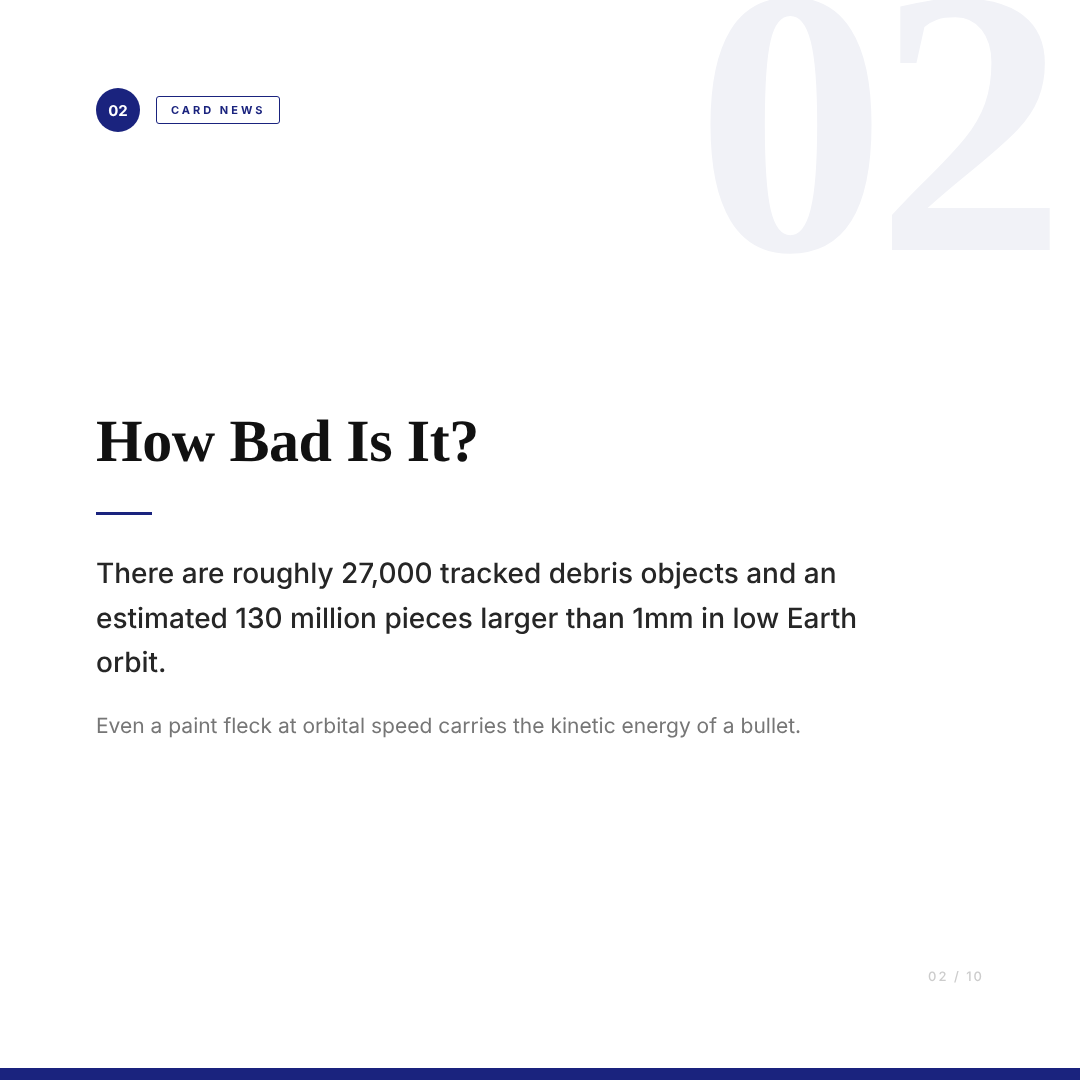 02
02
CARD NEWS
How Bad Is It?
There are roughly 27,000 tracked debris objects and an
estimated 130 million pieces larger than 1mm in low Earth
orbit.
Even a paint fleck at orbital speed carries the kinetic energy of a bullet.
02 / 10